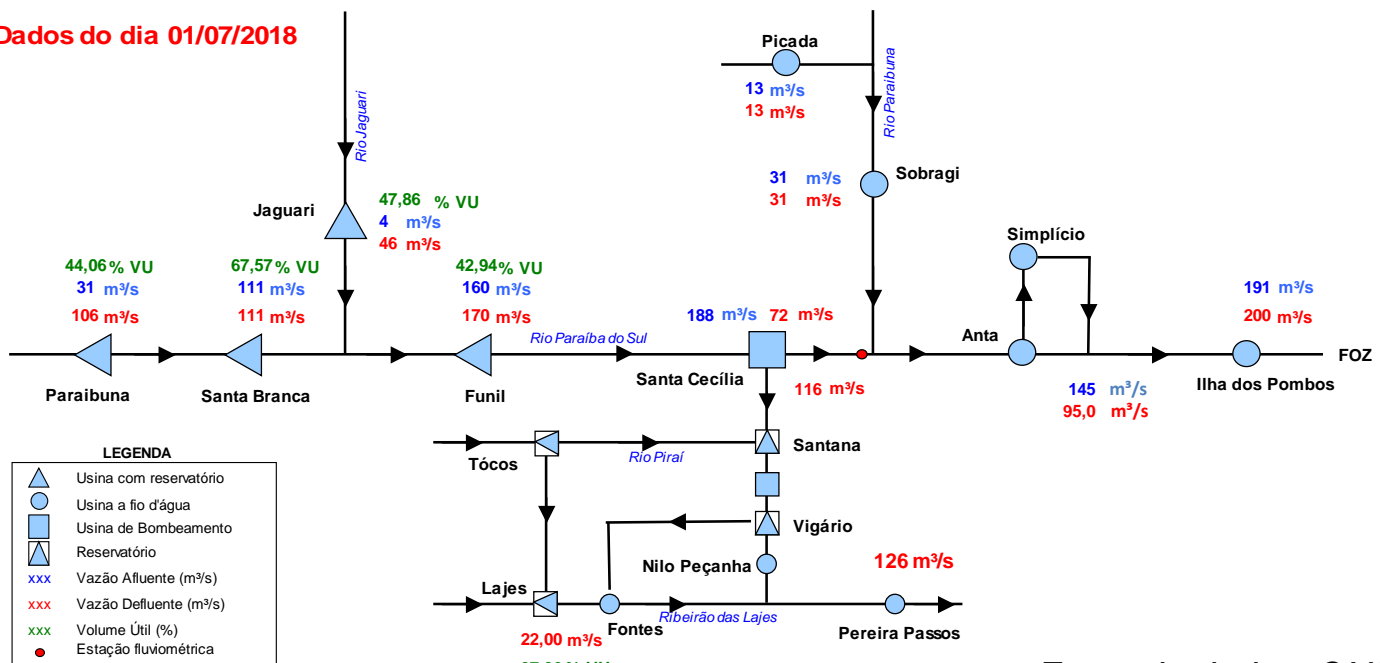 Dados do dia 01/07/2018
Picada
13 m³/s
13 m³/s
Rio Paraibuna
Rio Jaguari
31 m³/s
31 m³/s
Sobragi
Jaguari
47,86 % VU
4 m³/s
46 m³/s
Simplício
44,06% VU
31 m³/s
106 m³/s
67,57% VU
111 m³/s
111 m³/s
42,94% VU
160 m³/s
170 m³/s
188 m³/s 72 m³/s
191 m³/s
200 m³/s
Rio Paraíba do Sul
Anta
FOZ
Paraibuna
Santa Branca
Funil
Santa Cecília
116 m³/s
145 m³/s
95,0 m³/s
Ilha dos Pombos
Tócos
Rio Piraí
Santana
Vigário
Nilo Peçanha
126 m³/s
Lajes
Fontes
Ribeirão das Lajes
Pereira Passos
22,00 m³/s
LEGENDA
Usina com reservatório
Usina a fio d'água
Usina de Bombeamento
Reservatório
xxx Vazão Afluente (m³/s)
xxx Vazão Defluente (m³/s)
xxx Volume Útil (%)
Estação fluviométrica